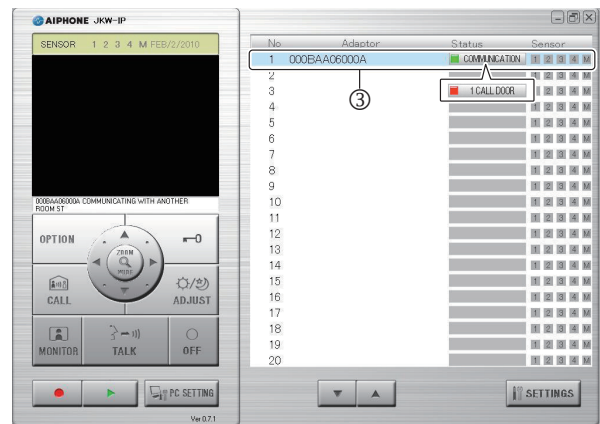 AIPHONE JKW-IP
SENSOR 1 2 3 4 M FEB/2/2010
000BAA06000A COMMUNICATING WITH ANOTHER
ROOM ST
OPTION
ZOOM
WIDE
CALL
ADJUST
MONITOR
TALK
OFF
PC SETTING
Ver 0.7.1
No Adaptor Status Sensor
1 000BAA06000A COMMUNICATION 1 2 3 4 M
2 1 2 3 4 M
3 1 CALL DOOR 2 3 4 M
③
4 1 2 3 4 M
5 1 2 3 4 M
6 1 2 3 4 M
7 1 2 3 4 M
8 1 2 3 4 M
9 1 2 3 4 M
10 1 2 3 4 M
11 1 2 3 4 M
12 1 2 3 4 M
13 1 2 3 4 M
14 1 2 3 4 M
15 1 2 3 4 M
16 1 2 3 4 M
17 1 2 3 4 M
18 1 2 3 4 M
19 1 2 3 4 M
20 1 2 3 4 M
SETTINGS